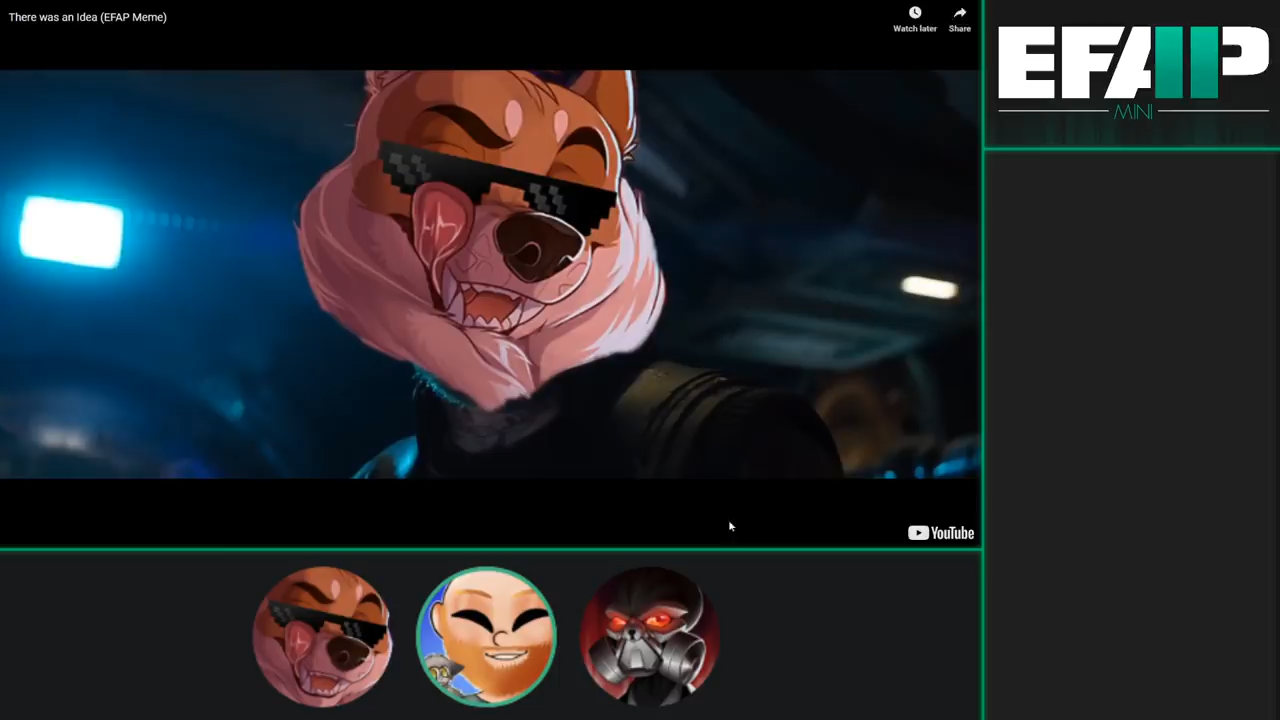 There was an Idea (EFAP Meme)
Watch later
Share
EFAP
MINI
YouTube